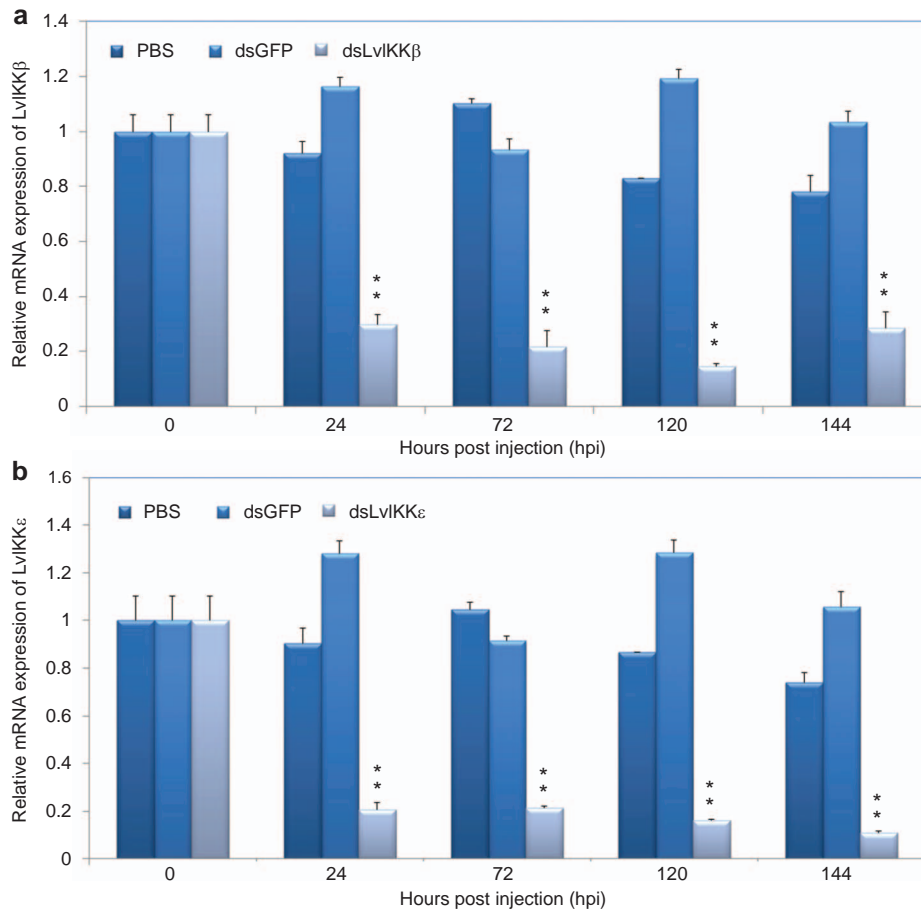 a
Relative mRNA expression of LvIKKβ
1.4
1.2
1
0.8
0.6
0.4
0.2
0
PBS dsGFP dsLvIKKβ
* *
* *
* *
* *
0 24 72 120 144
Hours post injection (hpi)
b
Relative mRNA expression of LvIKKε
1.6
1.4
1.2
1
0.8
0.6
0.4
0.2
0
PBS dsGFP dsLvIKKε
* *
* *
* *
* *
0 24 72 120 144
Hours post injection (hpi)